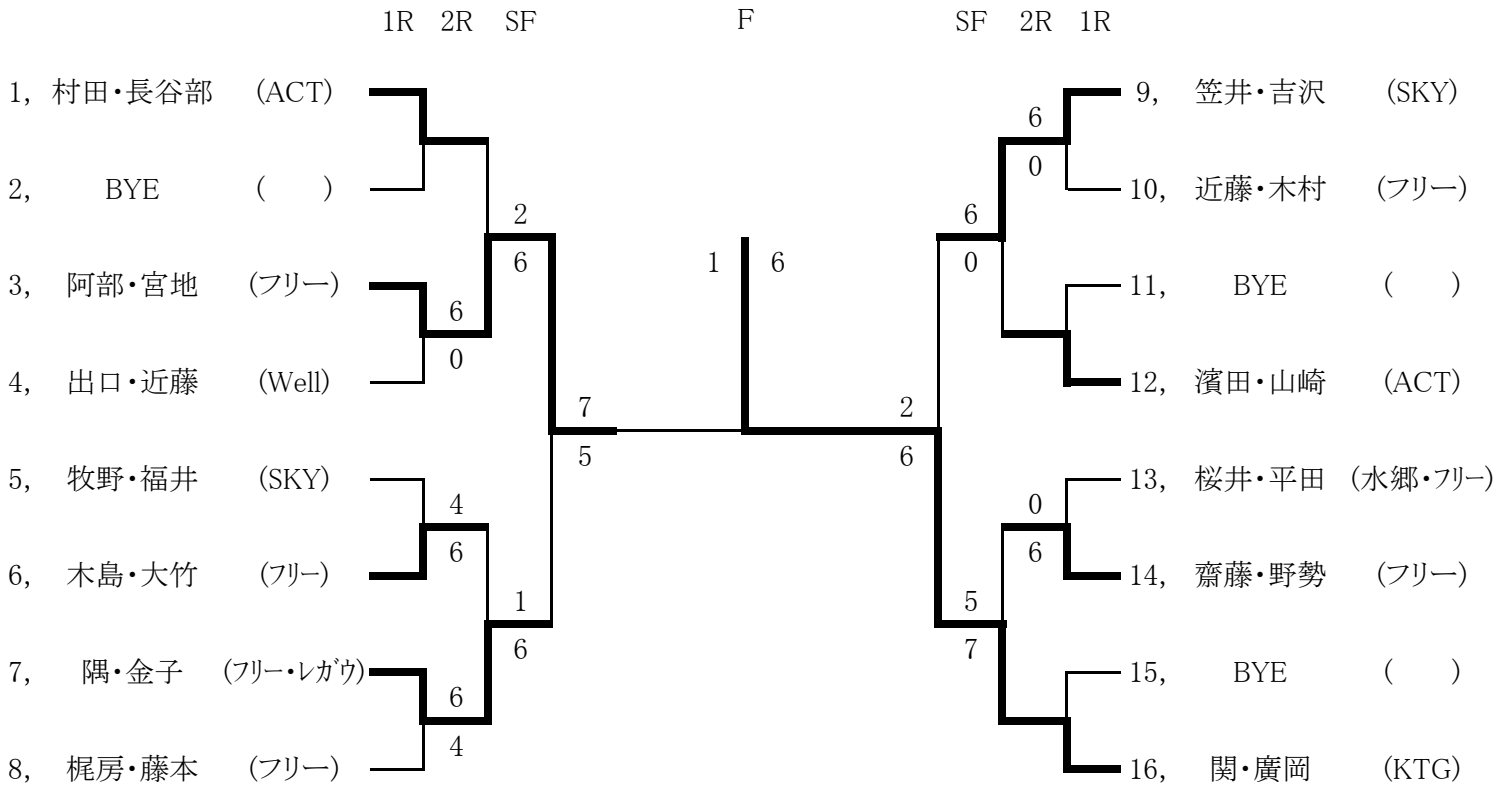 1R 2R SF F SF 2R 1R
1, 村田・長谷部 (ACT)
2, BYE ( )
3, 阿部・宮地 (フリー)
4, 出口・近藤 (Well)
5, 牧野・福井 (SKY)
6, 木島・大竹 (フリー)
7, 隅・金子 (フリー・レガウ)
8, 梶房・藤本 (フリー)
6
0
4
6
6
4
2
6
1
6
7
5
1 6
2
6
6
0
5
7
6
0
0
6
9, 笠井・吉沢 (SKY)
10, 近藤・木村 (フリー)
11, BYE ( )
12, 濱田・山崎 (ACT)
13, 桜井・平田 (水郷・フリー)
14, 齋藤・野勢 (フリー)
15, BYE ( )
16, 関・廣岡 (KTG)